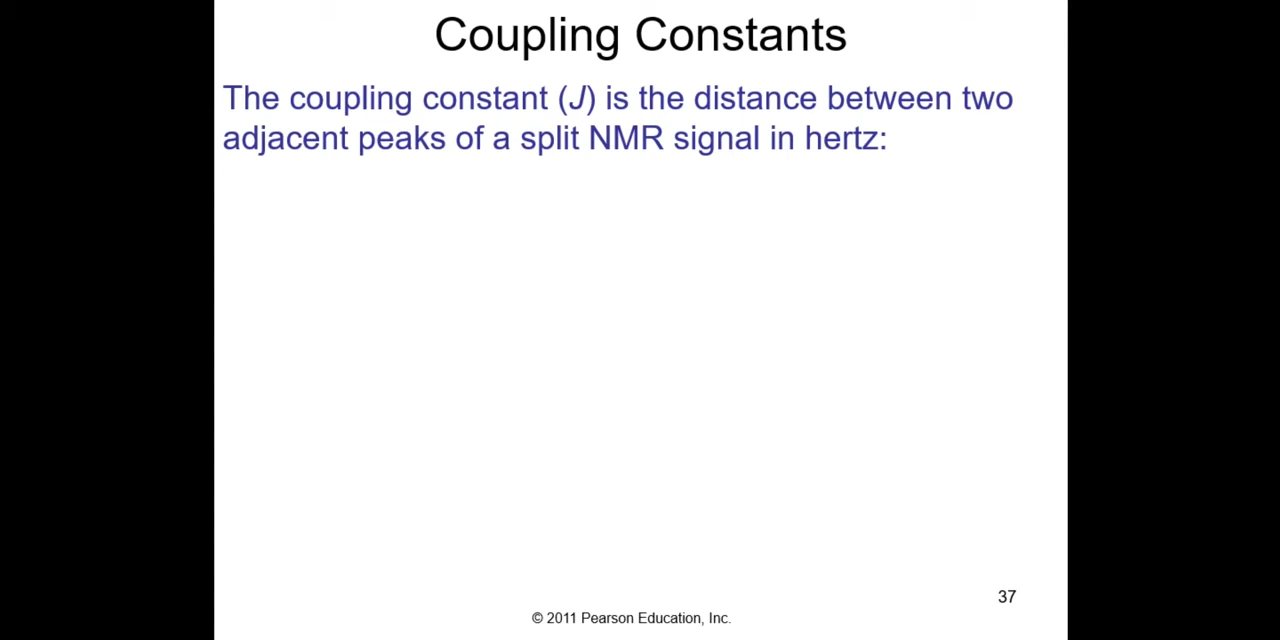 Coupling Constants
The coupling constant (J) is the distance between two
adjacent peaks of a split NMR signal in hertz:
37
© 2011 Pearson Education, Inc.